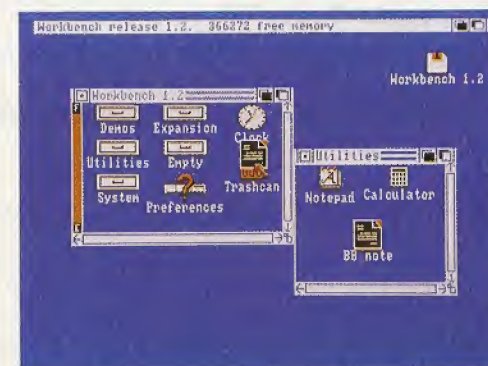 Workbench release 1.2. 366272 free memory
Workbench 1.2
Workbench 1.2
Demos Expansion Clock
Utilities Empty Trashcan
System Preferences
Utilities
Notepad Calculator
BB note